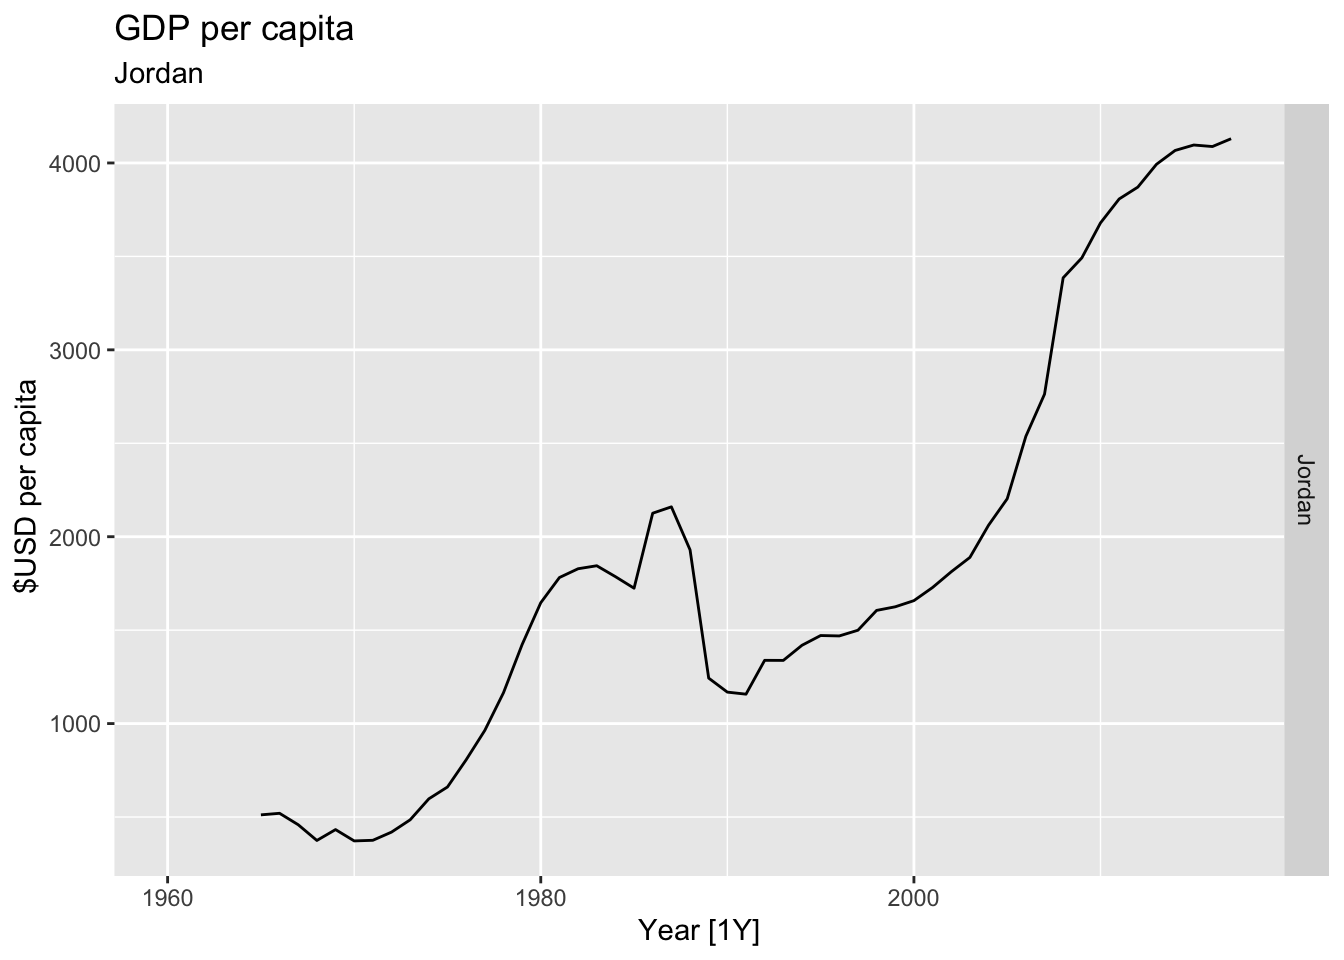 GDP per capita
Jordan
4000
3000
2000
1000
$USD per capita
Jordan
1960
1980
2000
Year [1Y]